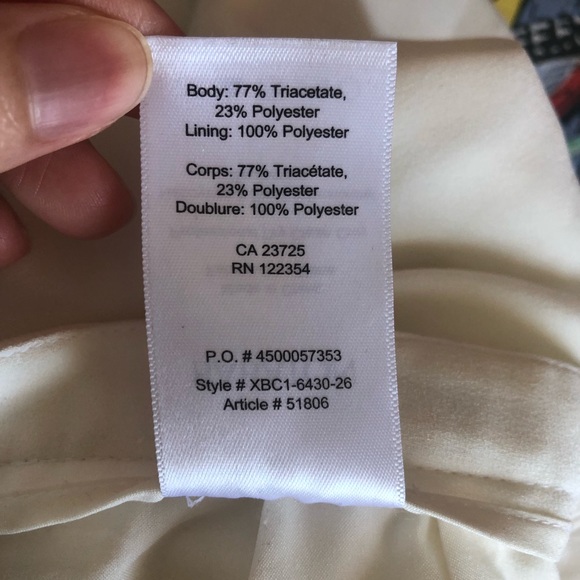 Body: 77% Triacetate,
23% Polyester
Lining: 100% Polyester
Corps: 77% Triacétate,
23% Polyester
Doublure: 100% Polyester
CA 23725
RN 122354
P.O. # 4500057353
Style # XBC1-6430-26
Article # 51806